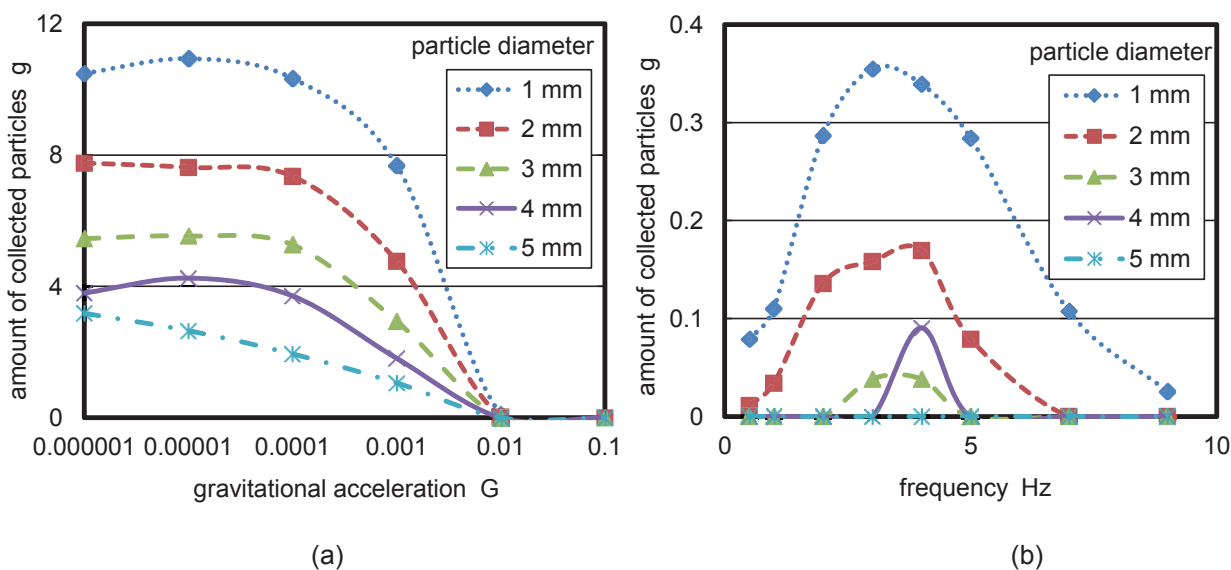 amount of collected particles g
12
8
4
0
0.000001 0.00001 0.0001 0.001 0.01 0.1
gravitational acceleration G
particle diameter
1 mm
2 mm
3 mm
4 mm
5 mm
(a)
amount of collected particles g
0.4
0.3
0.2
0.1
0
0 5 10
frequency Hz
particle diameter
1 mm
2 mm
3 mm
4 mm
5 mm
(b)